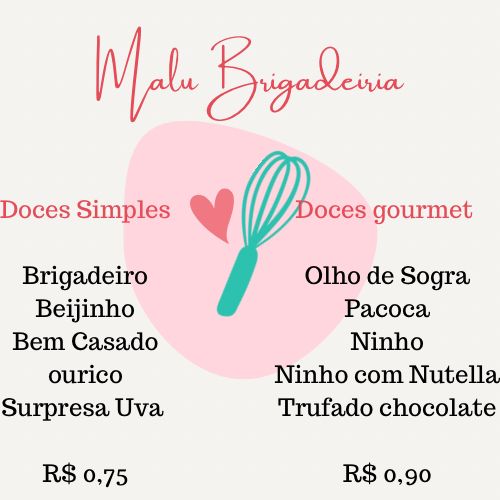 Malu Brigadeiria
Doces Simples
Brigadeiro
Beijinho
Bem Casado
ourico
Surpresa Uva
R$ 0,75
Doces gourmet
Olho de Sogra
Pacoca
Ninho
Ninho com Nutella
Trufado chocolate
R$ 0,90